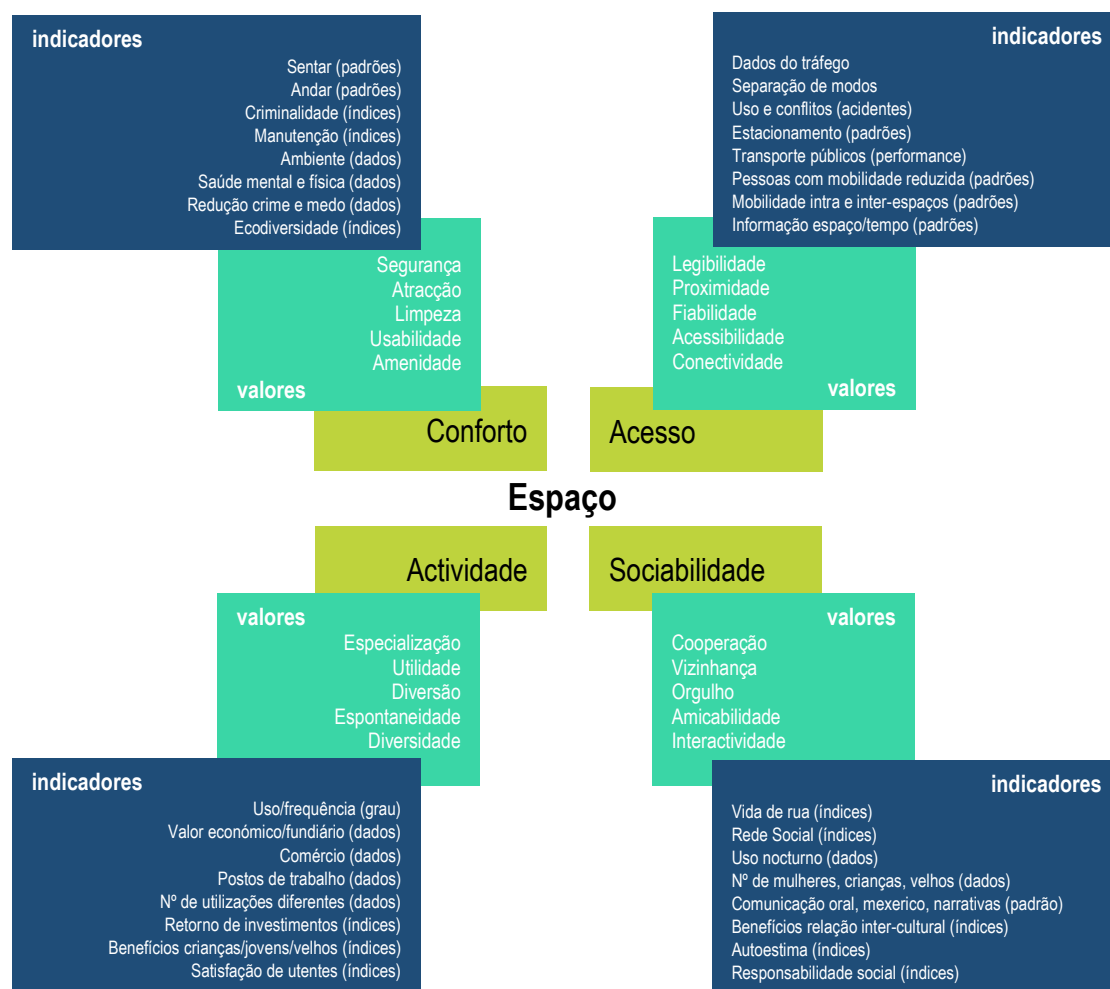 indicadores
Sentar (padrões)
Andar (padrões)
Criminalidade (índices)
Manutenção (índices)
Ambiente (dados)
Saúde mental e física (dados)
Redução crime e medo (dados)
Ecodiversidade (índices)
Segurança
Atracção
Limpeza
Usabilidade
Amenidade
valores
Conforto
indicadores
Dados do tráfego
Separação de modos
Uso e conflitos (acidentes)
Estacionamento (padrões)
Transporte públicos (performance)
Pessoas com mobilidade reduzida (padrões)
Mobilidade intra e inter-espaços (padrões)
Informação espaço/tempo (padrões)
Legibilidade
Proximidade
Fiabilidade
Acessibilidade
Conectividade
valores
Acesso
Espaço
Actividade
valores
Especialização
Utilidade
Diversão
Espontaneidade
Diversidade
indicadores
Uso/frequência (grau)
Valor económico/fundiário (dados)
Comércio (dados)
Postos de trabalho (dados)
Nº de utilizações diferentes (dados)
Retorno de investimentos (índices)
Benefícios crianças/jovens/velhos (índices)
Satisfação de utentes (índices)
Sociabilidade
valores
Cooperação
Vizinhança
Orgulho
Amicabilidade
Interactividade
indicadores
Vida de rua (índices)
Rede Social (índices)
Uso nocturno (dados)
Nº de mulheres, crianças, velhos (dados)
Comunicação oral, mexerico, narrativas (padrão)
Benefícios relação inter-cultural (índices)
Autoestima (índices)
Responsabilidade social (índices)